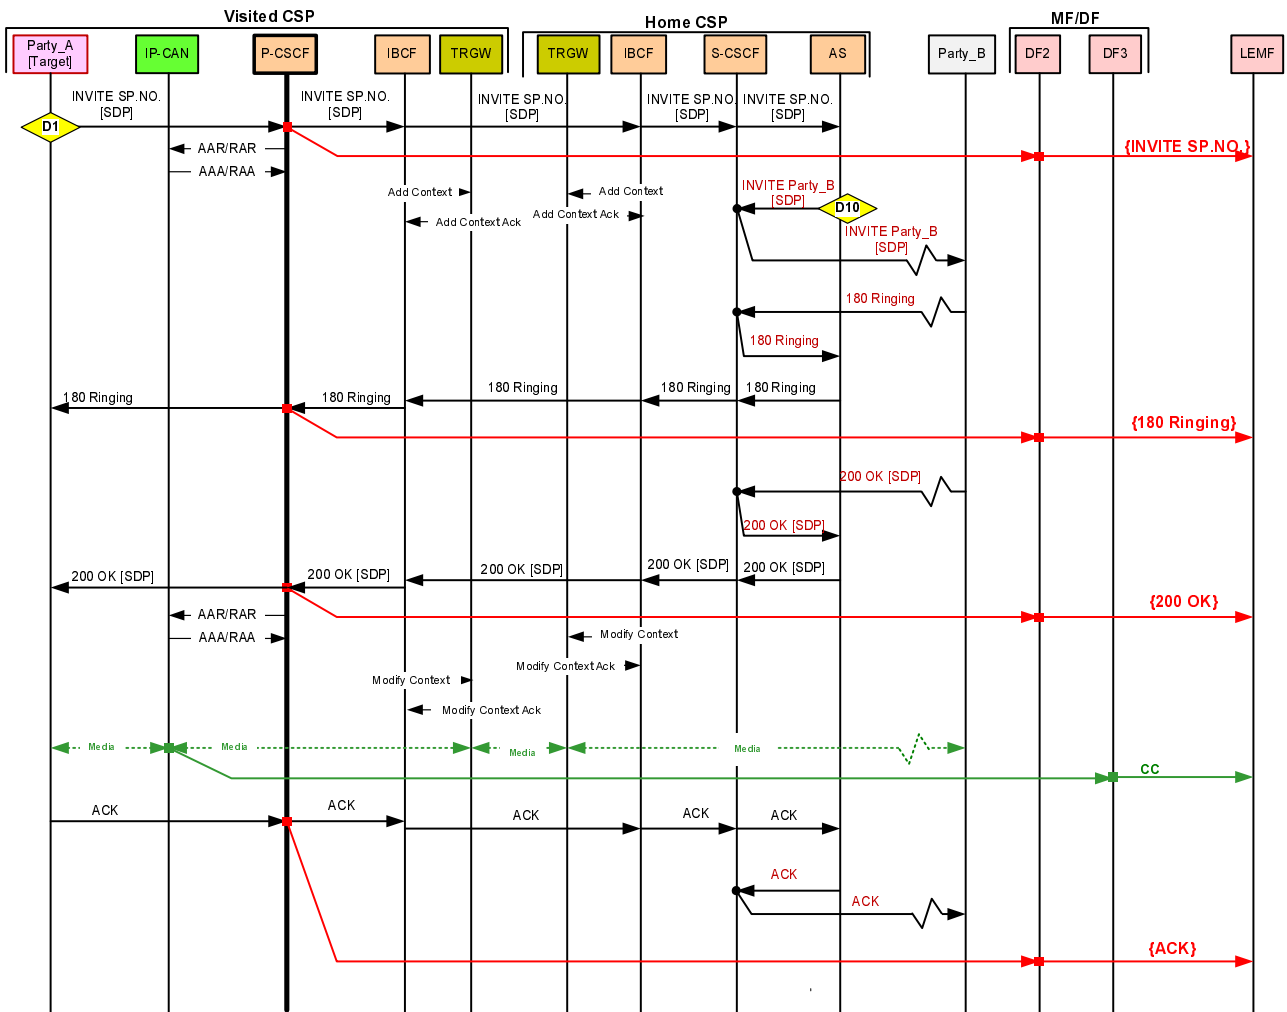 Visited CSP
Home CSP
MF/DF
Party_A
[Target]
IP-CAN
P-CSCF
IBCF
TRGW
TRGW
IBCF
S-CSCF
AS
Party_B
DF2
DF3
LEMF
INVITE SP.NO.
[SDP]
INVITE SP.NO.
[SDP]
INVITE SP.NO.
[SDP]
INVITE SP.NO.
[SDP]
INVITE SP.NO.
[SDP]
D1
{INVITE SP.NO.}
AAR/RAR
AAA/RAA
Add Context
Add Context
INVITE Party_B
[SDP]
D10
Add Context Ack
Add Context Ack
INVITE Party_B
[SDP]
180 Ringing
180 Ringing
180 Ringing
180 Ringing
180 Ringing
180 Ringing
180 Ringing
{180 Ringing}
200 OK [SDP]
200 OK [SDP]
200 OK [SDP]
200 OK [SDP]
200 OK [SDP]
200 OK [SDP]
200 OK [SDP]
{200 OK}
AAR/RAR
AAA/RAA
Modify Context
Modify Context Ack
Modify Context
Modify Context Ack
Media
Media
Media
Media
CC
ACK
ACK
ACK
ACK
ACK
ACK
ACK
{ACK}